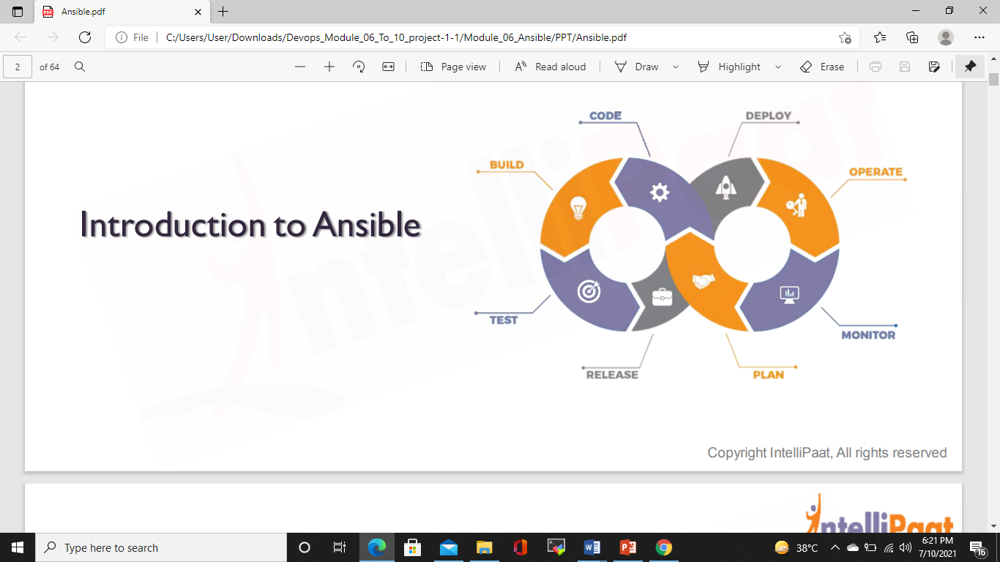 Ansible.pdf
File
C:/Users/User/Downloads/Devops_Module_06_To_10_project-1-1/Module_06_Ansible/PPT/Ansible.pdf
2 of 64 Page view Read aloud Draw Highlight Erase
CODE DEPLOY
BUILD OPERATE
Introduction to Ansible
TEST MONITOR
RELEASE PLAN
IntelliPaat
Copyright IntelliPaat, All rights reserved
IntelliPaat
Type here to search 38°C 6:21 PM
7/10/2021 16